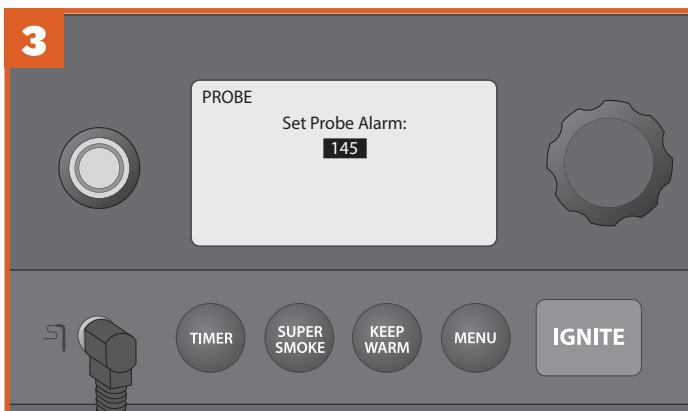 3
PROBE
Set Probe Alarm:
145
TIMER
SUPER
SMOKE
KEEP
WARM
MENU
IGNITE